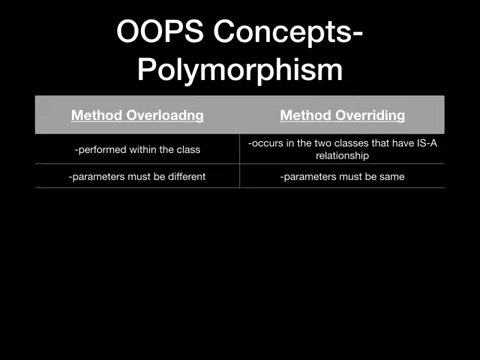 OOPS Concepts-
Polymorphism
Method Overloadng
Method Overriding
-performed within the class
-occurs in the two classes that have IS-A
relationship
-parameters must be different
-parameters must be same